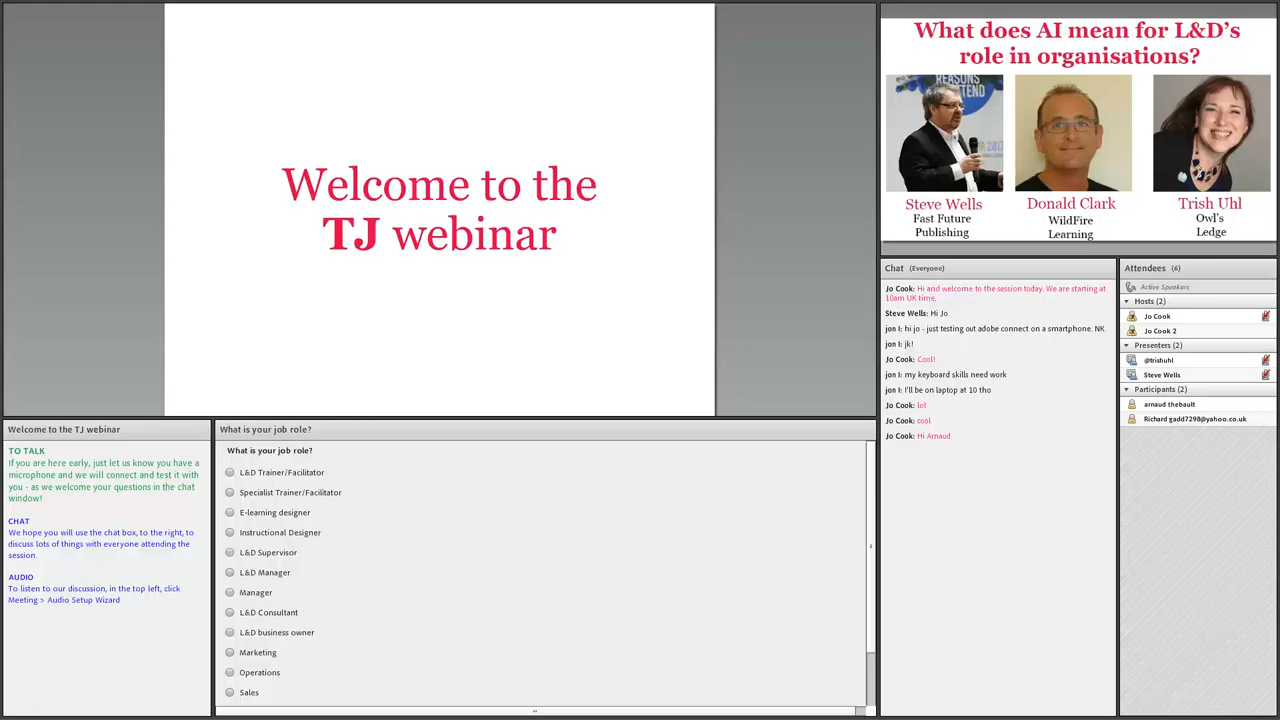 Welcome to the
TJ webinar
What does AI mean for L&D's
role in organisations?
Steve Wells
Fast Future
Publishing
Donald Clark
WildFire
Learning
Trish Uhl
Owl's
Ledge
Chat (Everyone)
Jo Cook: Hi and welcome to the session today. We are starting at
10am UK time.
Steve Wells: Hi Jo
jon I: hi jo - just testing out adobe connect on a smartphone. NK
jon I: jk!
Jo Cook: Cool!
jon I: my keyboard skills need work
jon I: I'll be on laptop at 10 tho
Jo Cook: lol
Jo Cook: cool
Jo Cook: Hi Arnaud
Attendees (6)
Active Speakers
Hosts (2)
Jo Cook
Jo Cook 2
Presenters (2)
@trishuhl
Steve Wells
Participants (2)
arnaud thebault
Richard gadd7298@yahoo.co.uk
Welcome to the TJ webinar
TO TALK
If you are here early, just let us know you have a
microphone and we will connect and test it with
you - as we welcome your questions in the chat
window!
CHAT
We hope you will use the chat box, to the right, to
discuss lots of things with everyone attending the
session.
AUDIO
To listen to our discussion, in the top left, click
Meeting > Audio Setup Wizard
What is your job role?
What is your job role?
L&D Trainer/Facilitator
Specialist Trainer/Facilitator
E-learning designer
Instructional Designer
L&D Supervisor
L&D Manager
Manager
L&D Consultant
L&D business owner
Marketing
Operations
Sales